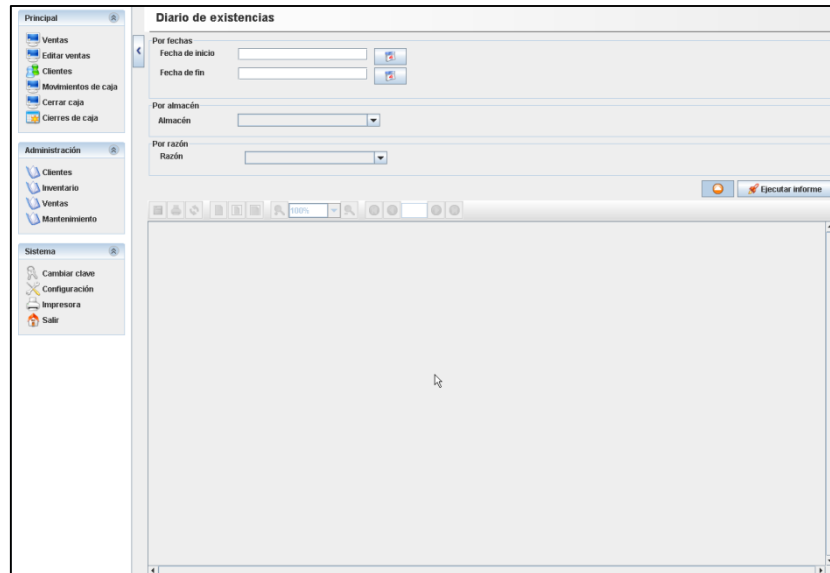 Principal
Ventas
Editar ventas
Clientes
Movimientos de caja
Cerrar caja
Cierres de caja
Administración
Clientes
Inventario
Ventas
Mantenimiento
Sistema
Cambiar clave
Configuración
Impresora
Salir
Diario de existencias
Por fechas
Fecha de inicio
Fecha de fin
Por almacén
Almacén
Por razón
Razón
Ejecutar informe
100%